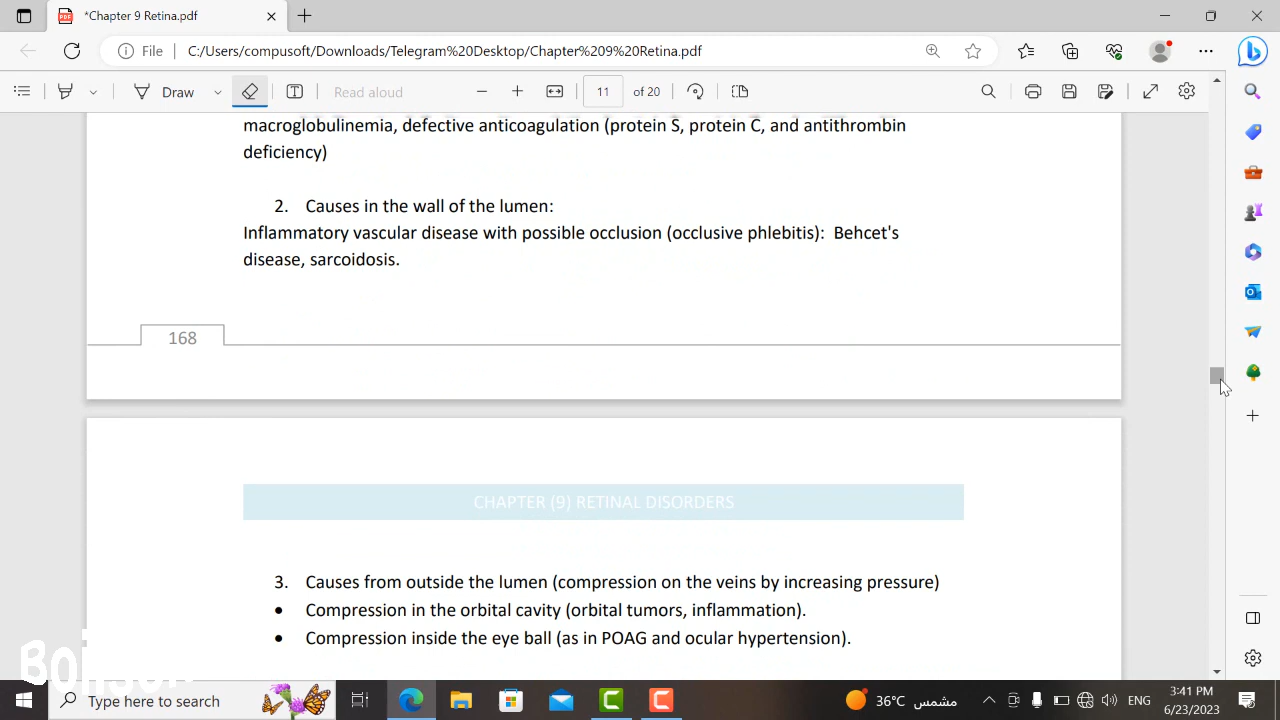 *Chapter 9 Retina.pdf
File
C:/Users/compusoft/Downloads/Telegram%20Desktop/Chapter%209%20Retina.pdf
Draw
Read aloud
11 of 20
macroglobulinemia, defective anticoagulation (protein S, protein C, and antithrombin
deficiency)
2. Causes in the wall of the lumen:
Inflammatory vascular disease with possible occlusion (occlusive phlebitis): Behcet's
disease, sarcoidosis.
168
CHAPTER (9) RETINAL DISORDERS
3. Causes from outside the lumen (compression on the veins by increasing pressure)
• Compression in the orbital cavity (orbital tumors, inflammation).
• Compression inside the eye ball (as in POAG and ocular hypertension).
Type here to search
36°C مشمس
ENG
3:41 PM
6/23/2023